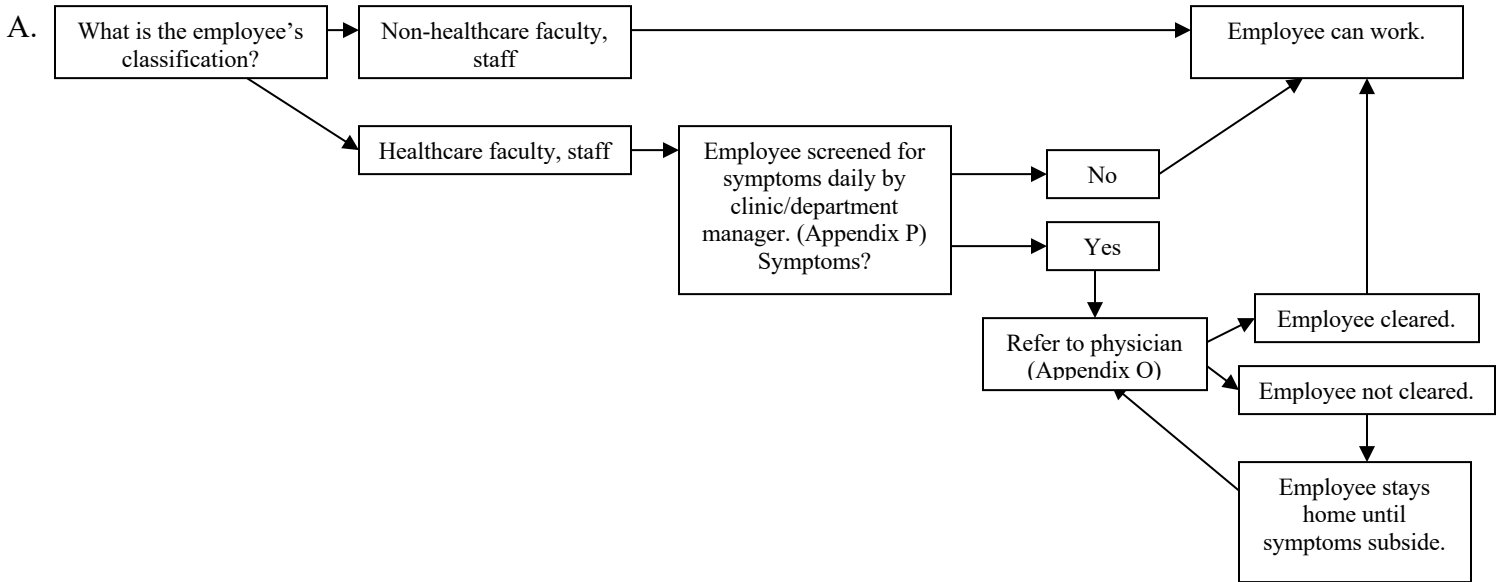 A.
What is the employee’s
classification?
Non-healthcare faculty,
staff
Employee can work.
Healthcare faculty, staff
Employee screened for
symptoms daily by
clinic/department
manager. (Appendix P)
Symptoms?
No
Yes
Refer to physician
(Appendix O)
Employee cleared.
Employee not cleared.
Employee stays
home until
symptoms subside.